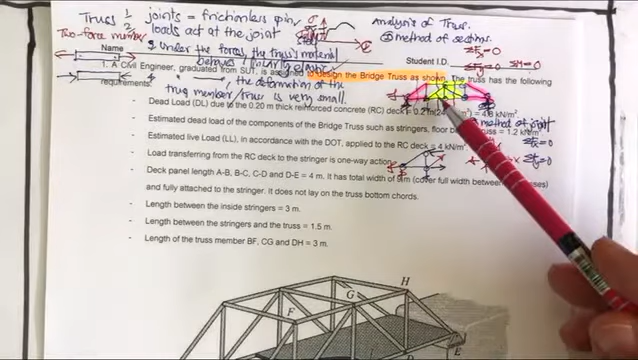 Truss ½ joints = frictionless pin
loads act at the joint
Two-force member
2 Under the forces, the truss's material
behaves linearly elastic
the deformation of the
truss member/truss is very small.
Analysis of Truss.
② method of sections.
ΣFx=0
ΣFy=0 ΣM=0
method of joint
ΣFx=0
ΣFy=0
Name
Student I.D.
1. A Civil Engineer, graduated from SUT, is assigned to design the Bridge Truss as shown. The truss has the following
requirements:
- Dead Load (DL) due to the 0.20 m thick reinforced concrete (RC) deck = 0.2 m(24 = 4.8 kN/m².
- Estimated dead load of the components of the Bridge Truss such as stringers, floor = 1.2 kN/m².
- Estimated live Load (LL), in accordance with the DOT, applied to the RC deck = 4 kN/m².
- Load transferring from the RC deck to the stringer is one-way action
- Deck panel length A-B, B-C, C-D and D-E = 4 m. It has total width of 9 m (cover full width between
and fully attached to the stringer. It does not lay on the truss bottom chords.
- Length between the inside stringers = 3 m.
- Length between the stringers and the truss = 1.5 m.
- Length of the truss member BF, CG and DH = 3 m.
H
G
F
E